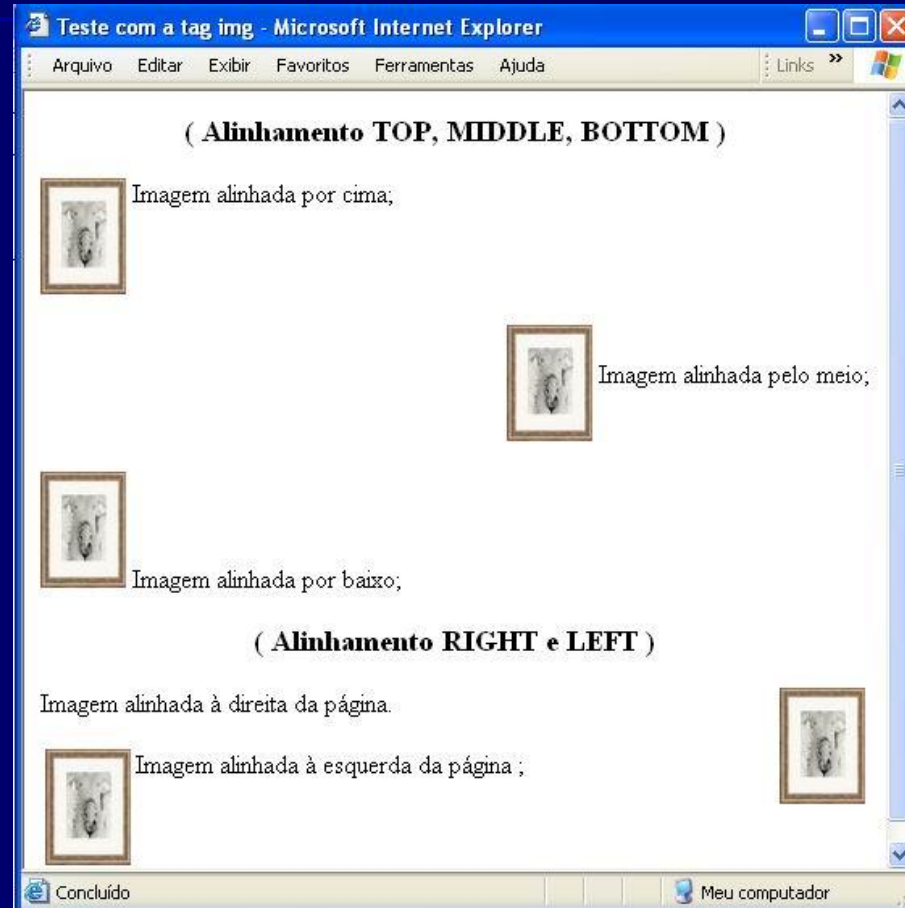 Teste com a tag img - Microsoft Internet Explorer
Arquivo Editar Exibir Favoritos Ferramentas Ajuda Links »
( Alinhamento TOP, MIDDLE, BOTTOM )
Imagem alinhada por cima;
Imagem alinhada pelo meio;
Imagem alinhada por baixo;
( Alinhamento RIGHT e LEFT )
Imagem alinhada à direita da página.
Imagem alinhada à esquerda da página ;
Concluído Meu computador